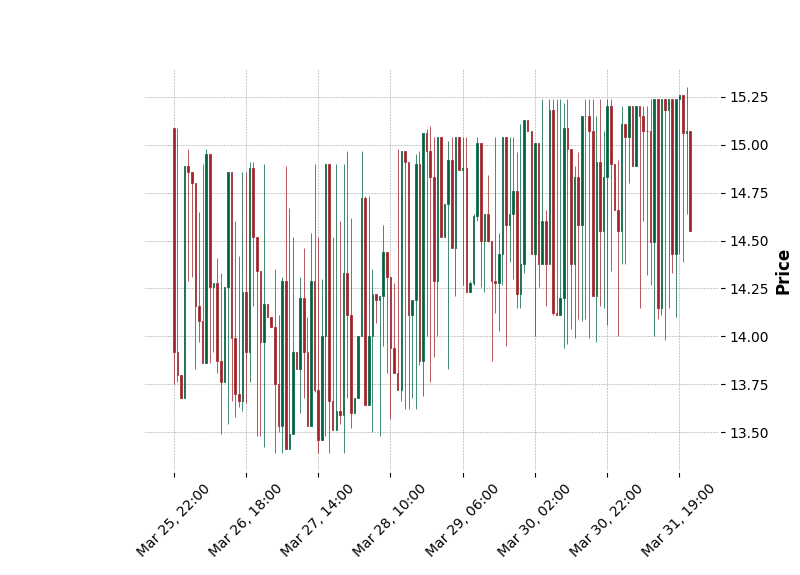 15.25
15.00
14.75
14.50
14.25
14.00
13.75
13.50
Price
Mar 25, 22:00
Mar 26, 18:00
Mar 27, 14:00
Mar 28, 10:00
Mar 29, 06:00
Mar 30, 02:00
Mar 30, 22:00
Mar 31, 19:00